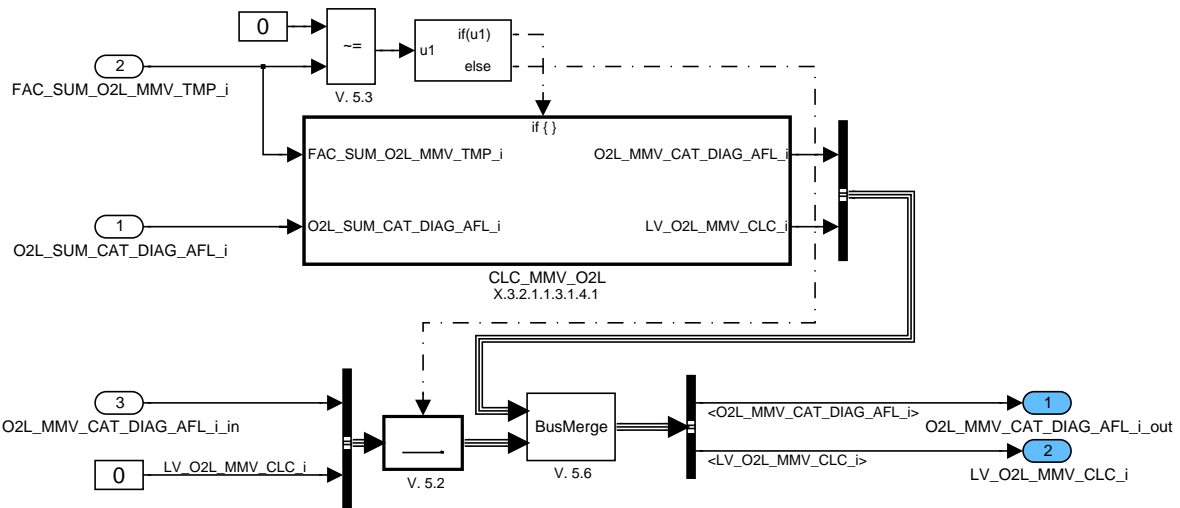 0
~=
V. 5.3
u1
if(u1)
else
2
FAC_SUM_O2L_MMV_TMP_i
if { }
FAC_SUM_O2L_MMV_TMP_i
O2L_MMV_CAT_DIAG_AFL_i
1
O2L_SUM_CAT_DIAG_AFL_i
O2L_SUM_CAT_DIAG_AFL_i
LV_O2L_MMV_CLC_i
CLC_MMV_O2L
X.3.2.1.1.3.1.4.1
3
O2L_MMV_CAT_DIAG_AFL_i_in
0
LV_O2L_MMV_CLC_i
V. 5.2
BusMerge
V. 5.6
<O2L_MMV_CAT_DIAG_AFL_i>
1
O2L_MMV_CAT_DIAG_AFL_i_out
<LV_O2L_MMV_CLC_i>
2
LV_O2L_MMV_CLC_i